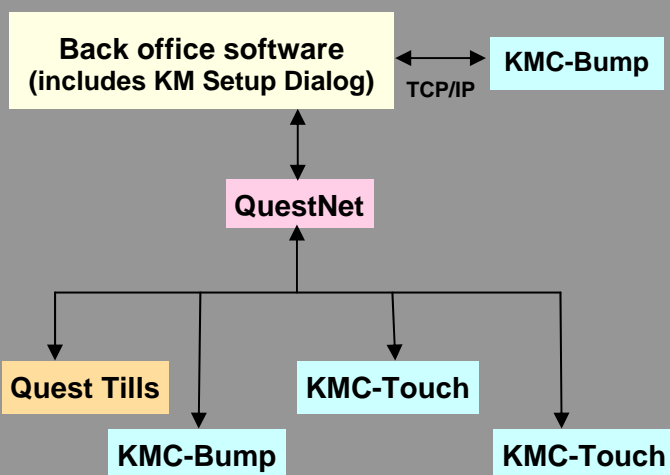 Back office software
(includes KM Setup Dialog)
KMC-Bump
TCP/IP
QuestNet
Quest Tills
KMC-Touch
KMC-Bump
KMC-Touch